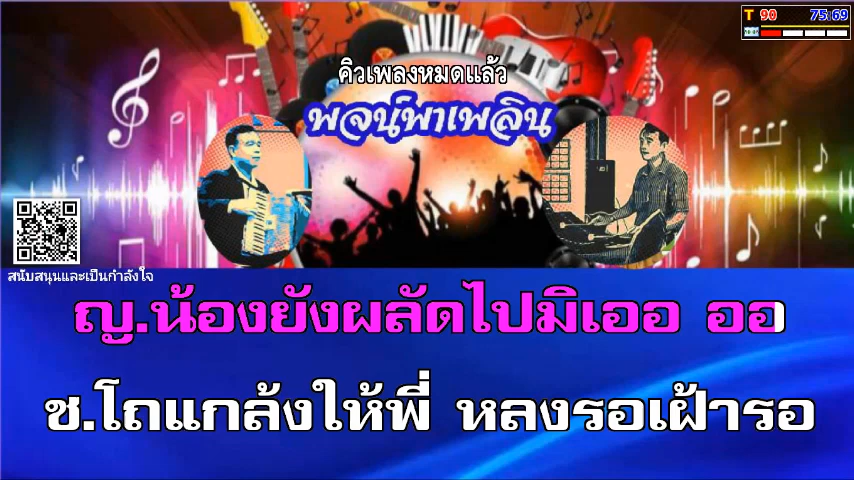 T 90 75:69
คิวเพลงหมดแล้ว
พจน์พาเพลิน
สนับสนุนและเป็นกำลังใจ
ญ.น้องยังผลัดไปมิเออ ออ
ซ.โถแกล้งให้พี่ หลงรอเฝ้ารอ